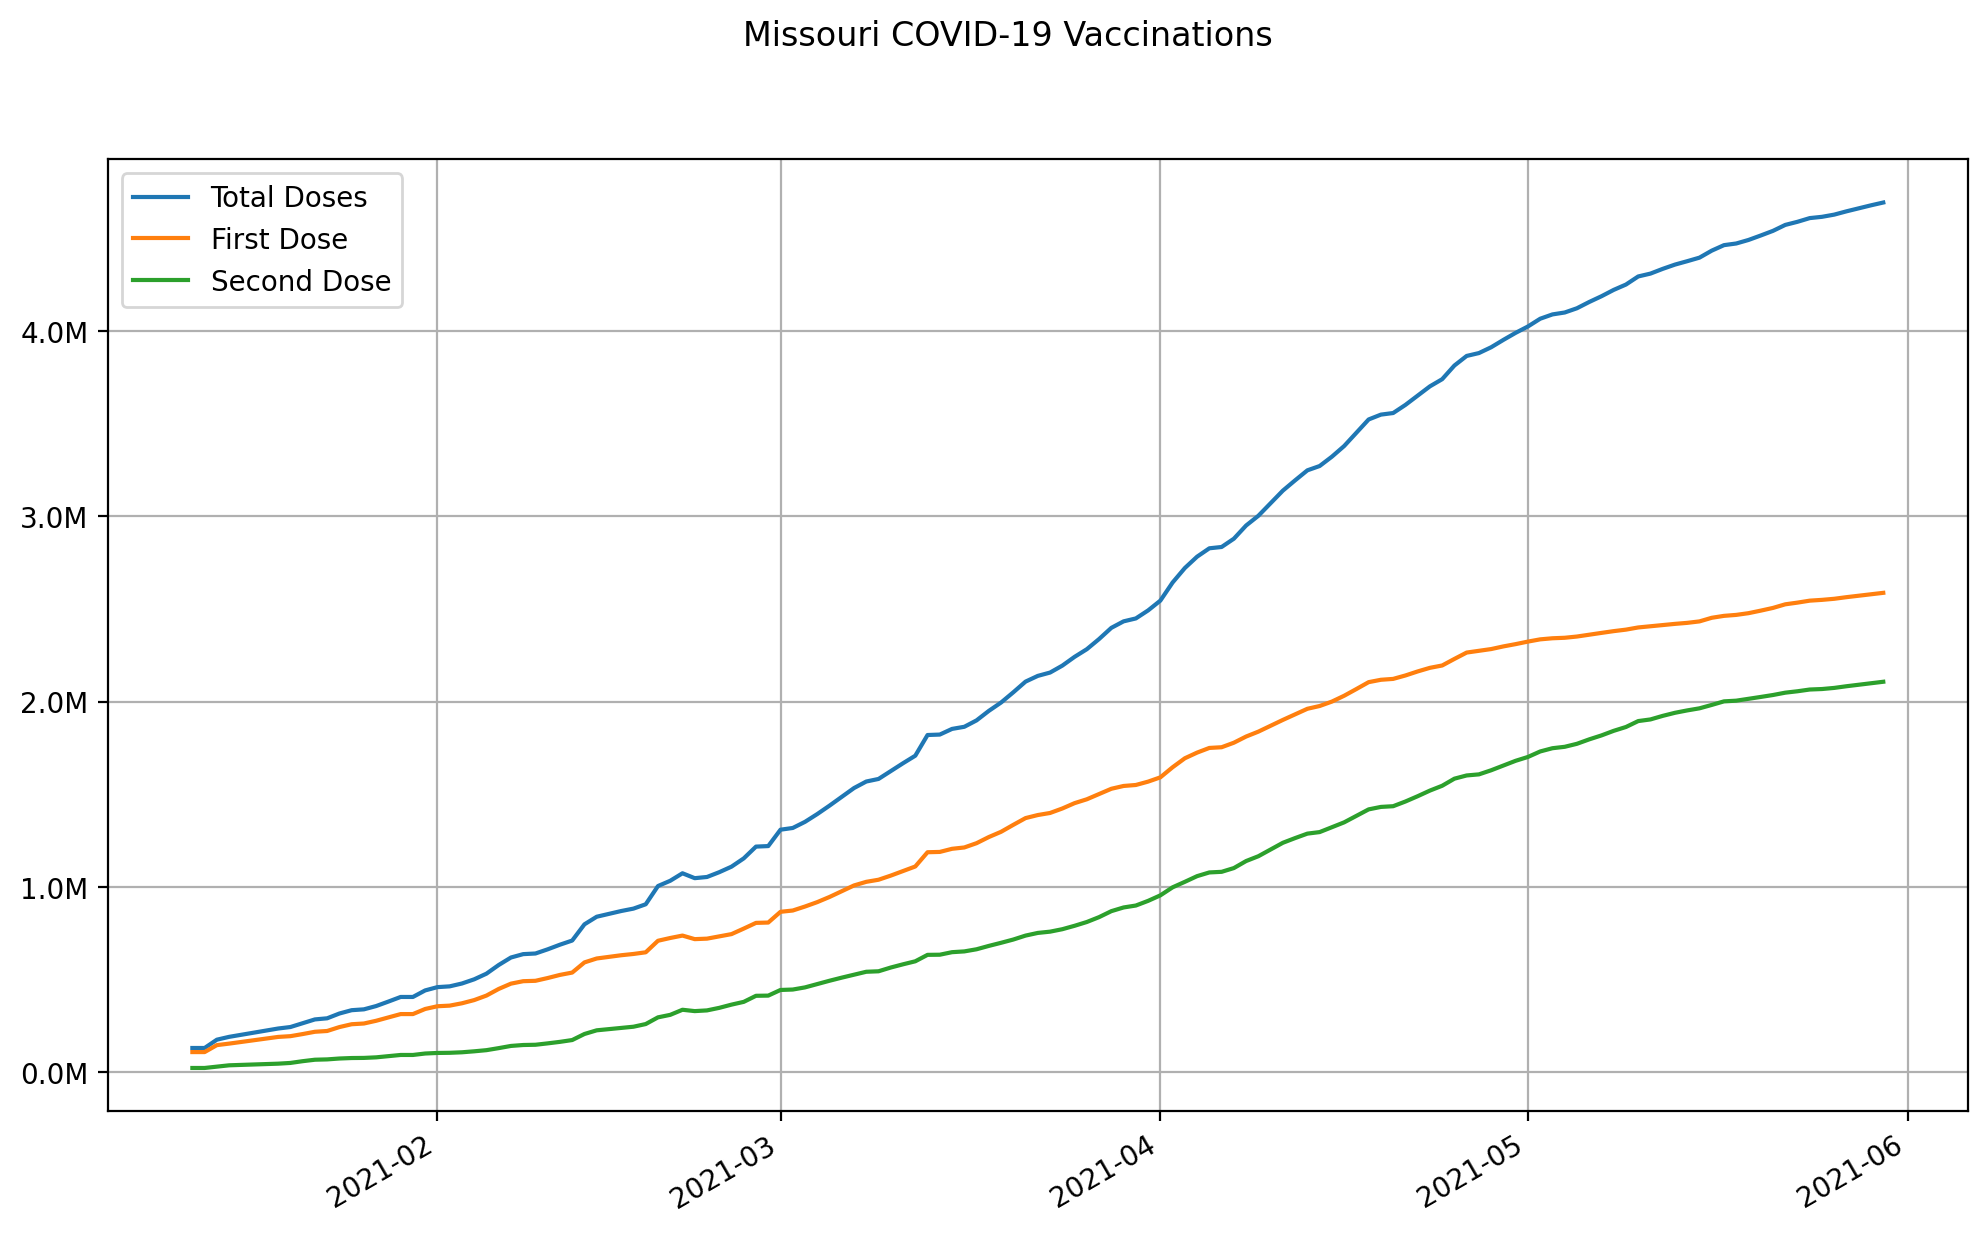 Missouri COVID-19 Vaccinations
Total Doses
First Dose
Second Dose
4.0M
3.0M
2.0M
1.0M
0.0M
2021-02
2021-03
2021-04
2021-05
2021-06